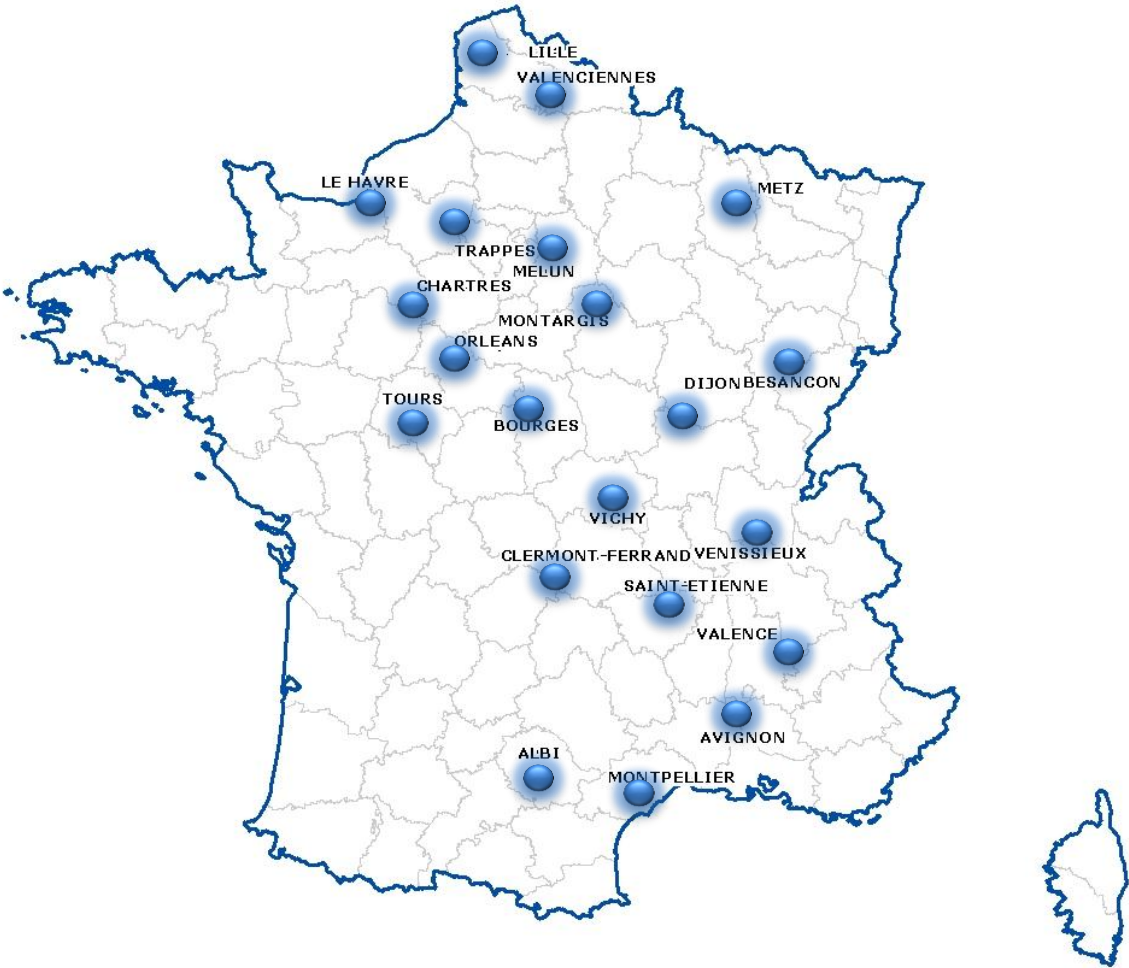 LILLE
VALENCIENNES
LE HAVRE
METZ
TRAPPES
MELUN
CHARTRES
MONTARGIS
ORLEANS
DIJON
BESANCON
TOURS
BOURGES
VICHY
CLERMONT-FERRAND
VENISSIEUX
SAINT-ETIENNE
VALENCE
AVIGNON
ALBI
MONTPELLIER